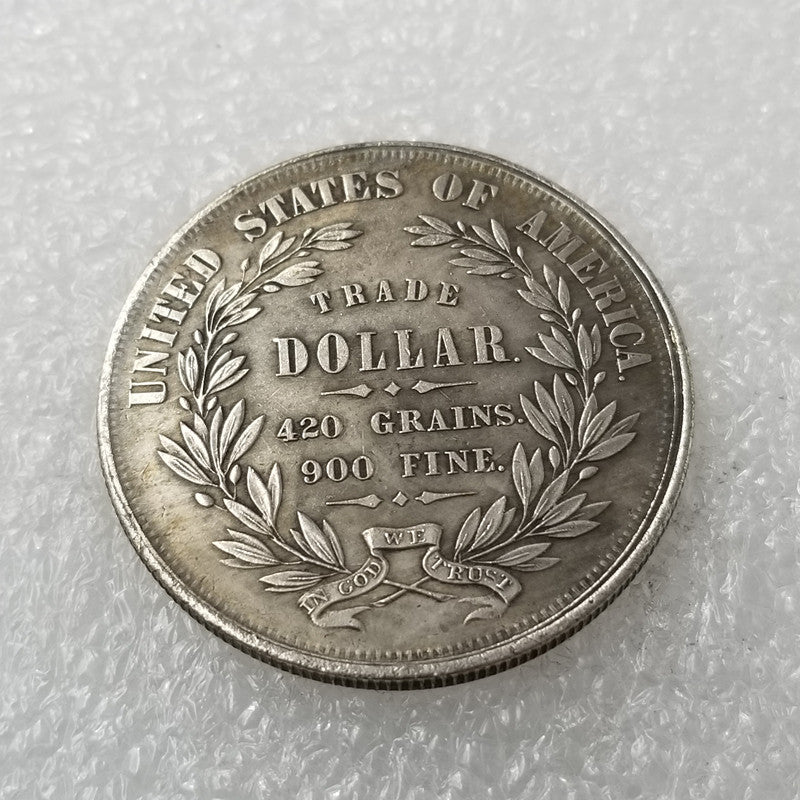 UNITED STATES OF AMERICA.
TRADE
DOLLAR.
420 GRAINS.
900 FINE.
IN GOD WE TRUST